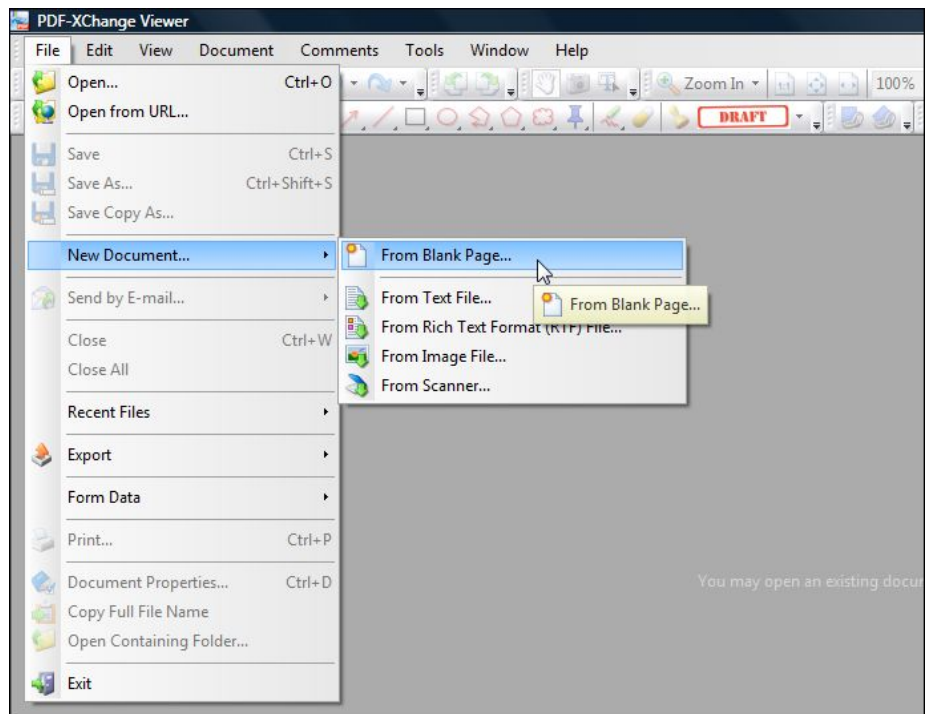 PDF-XChange Viewer
File Edit View Document Comments Tools Window Help
Open... Ctrl+O
Zoom In 100%
Open from URL...
DRAFT
Save Ctrl+S
Save As... Ctrl+Shift+S
Save Copy As...
New Document...
From Blank Page...
Send by E-mail...
From Text File...
From Blank Page...
From Rich Text Format (RTF) File...
Close Ctrl+W
From Image File...
Close All
From Scanner...
Recent Files
Export
Form Data
Print... Ctrl+P
Document Properties... Ctrl+D
You may open an existing docu
Copy Full File Name
Open Containing Folder...
Exit